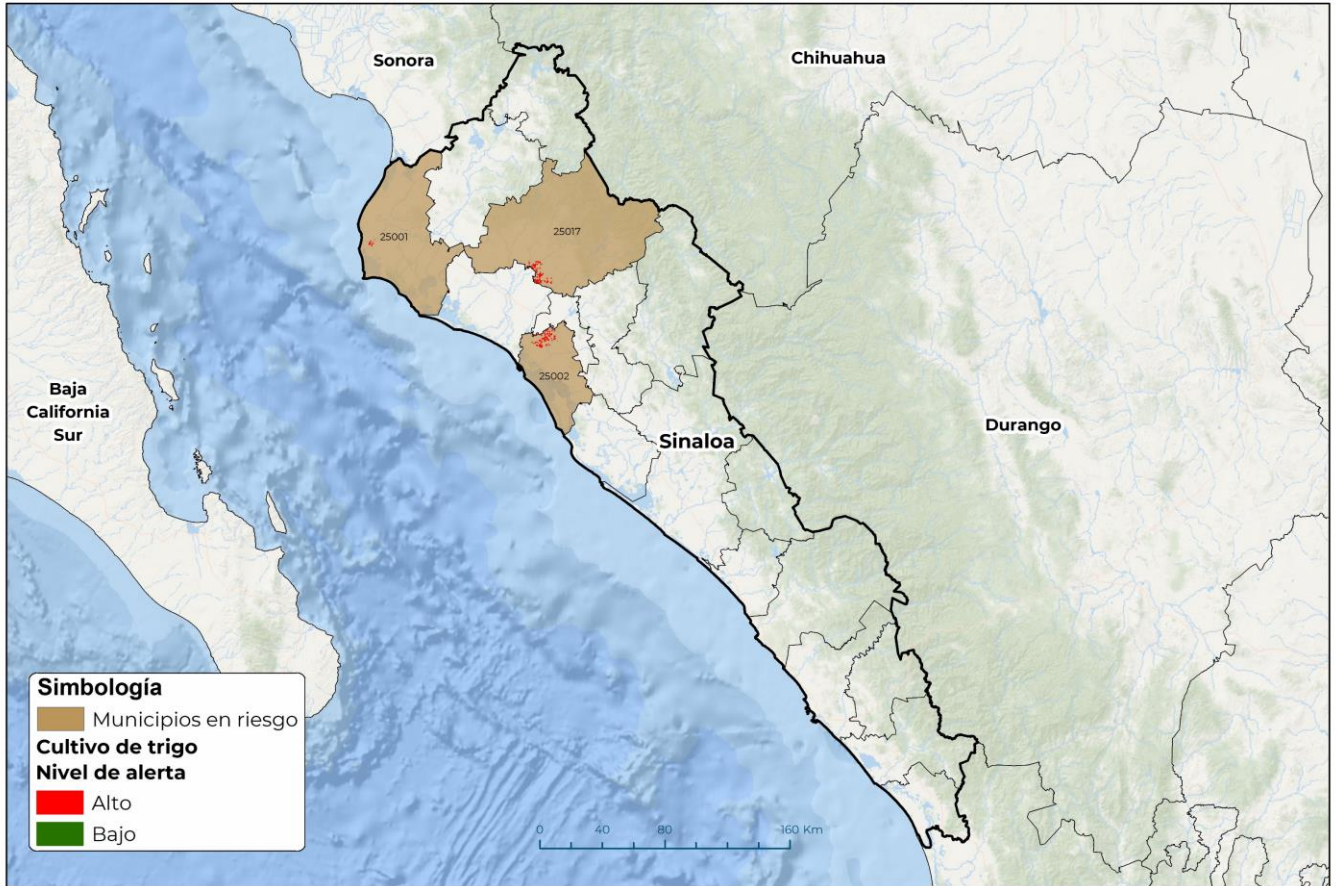 Sonora
Chihuahua
25001
25017
25002
Baja
California
Sur
Sinaloa
Durango
Simbología
Municipios en riesgo
Cultivo de trigo
Nivel de alerta
Alto
Bajo
0 40 80 160 Km